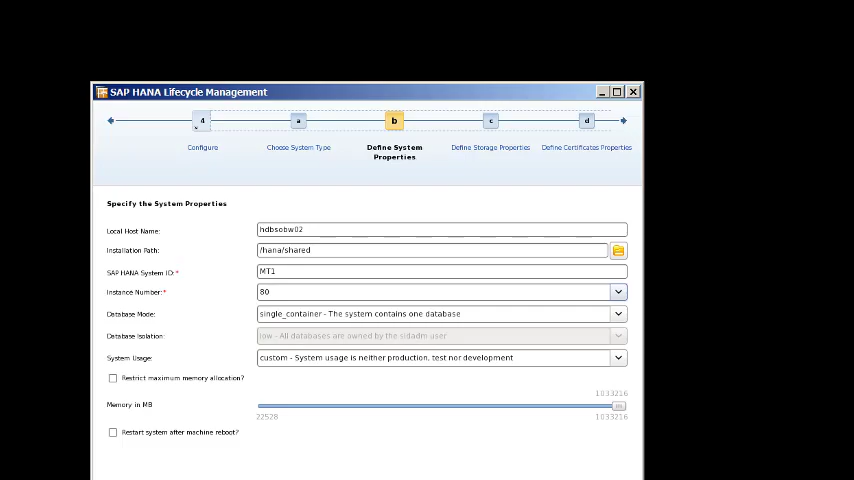 SAP HANA Lifecycle Management
4 a b c d
Configure Choose System Type Define System Properties Define Storage Properties Define Certificates Properties
Specify the System Properties
Local Host Name: hdbsobw02
Installation Path: /hana/shared
SAP HANA System ID:* MT1
Instance Number:* 80
Database Mode: single_container - The system contains one database
Database Isolation: low - All databases are owned by the sidadm user
System Usage: custom - System usage is neither production, test nor development
Restrict maximum memory allocation?
1033216
Memory in MB
22528 1033216
Restart system after machine reboot?